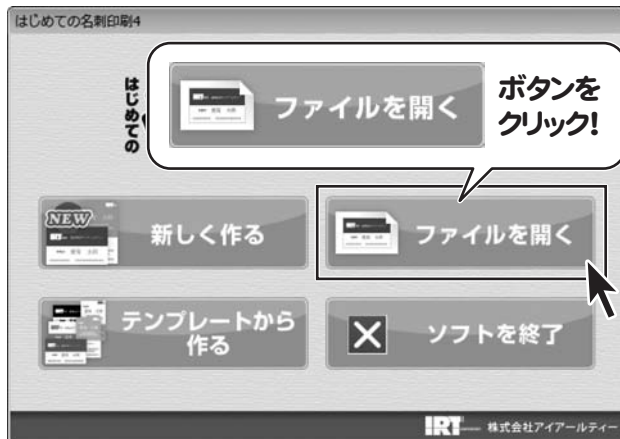 はじめての名刺印刷4
はじめての
ファイルを開く
ボタンを
クリック!
NEW
新しく作る
ファイルを開く
テンプレートから
作る
ソフトを終了
IRT 株式会社アイアールティー